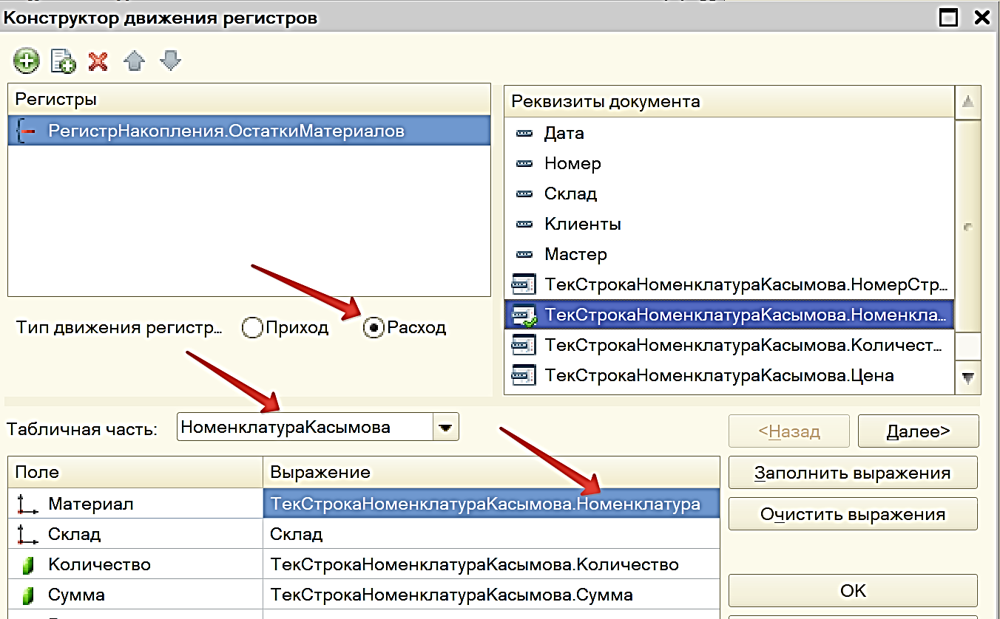 Конструктор движения регистров
Регистры
РегистрНакопления.ОстаткиМатериалов
Тип движения регистр... Приход Расход
Реквизиты документа
Дата
Номер
Склад
Клиенты
Мастер
ТекСтрокаНоменклатураКасымова.НомерСтр...
ТекСтрокаНоменклатураКасымова.Номенкла...
ТекСтрокаНоменклатураКасымова.Количест...
ТекСтрокаНоменклатураКасымова.Цена
Табличная часть: НоменклатураКасымова
<Назад Далее>
Заполнить выражения
Очистить выражения
OK
Поле Выражение
Материал ТекСтрокаНоменклатураКасымова.Номенклатура
Склад Склад
Количество ТекСтрокаНоменклатураКасымова.Количество
Сумма ТекСтрокаНоменклатураКасымова.Сумма